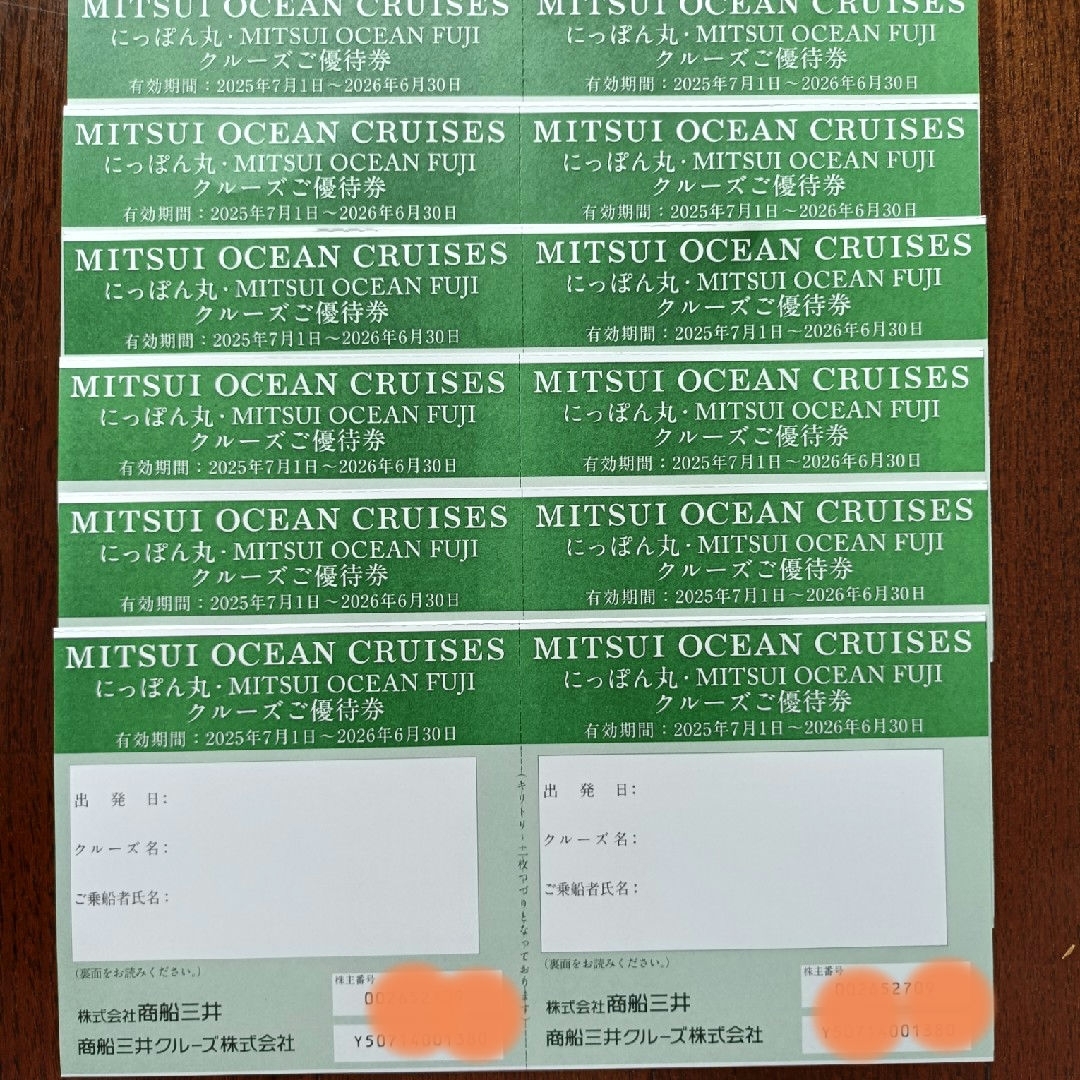 MITSUI OCEAN CRUISES MITSUI OCEAN CRUISES
にっぽん丸・MITSUI OCEAN FUJI にっぽん丸・MITSUI OCEAN FUJI
クルーズご優待券 クルーズご優待券
有効期間：2025年7月1日～2026年6月30日 有効期間：2025年7月1日～2026年6月30日
MITSUI OCEAN CRUISES MITSUI OCEAN CRUISES
にっぽん丸・MITSUI OCEAN FUJI にっぽん丸・MITSUI OCEAN FUJI
クルーズご優待券 クルーズご優待券
有効期間：2025年7月1日～2026年6月30日 有効期間：2025年7月1日～2026年6月30日
MITSUI OCEAN CRUISES MITSUI OCEAN CRUISES
にっぽん丸・MITSUI OCEAN FUJI にっぽん丸・MITSUI OCEAN FUJI
クルーズご優待券 クルーズご優待券
有効期間：2025年7月1日～2026年6月30日 有効期間：2025年7月1日～2026年6月30日
MITSUI OCEAN CRUISES MITSUI OCEAN CRUISES
にっぽん丸・MITSUI OCEAN FUJI にっぽん丸・MITSUI OCEAN FUJI
クルーズご優待券 クルーズご優待券
有効期間：2025年7月1日～2026年6月30日 有効期間：2025年7月1日～2026年6月30日
MITSUI OCEAN CRUISES MITSUI OCEAN CRUISES
にっぽん丸・MITSUI OCEAN FUJI にっぽん丸・MITSUI OCEAN FUJI
クルーズご優待券 クルーズご優待券
有効期間：2025年7月1日～2026年6月30日 有効期間：2025年7月1日～2026年6月30日
MITSUI OCEAN CRUISES MITSUI OCEAN CRUISES
にっぽん丸・MITSUI OCEAN FUJI にっぽん丸・MITSUI OCEAN FUJI
クルーズご優待券 クルーズご優待券
有効期間：2025年7月1日～2026年6月30日 有効期間：2025年7月1日～2026年6月30日
出発日：
クルーズ名：
ご乗船者氏名：
(裏面をお読みください。)
株主番号
株式会社商船三井
商船三井クルーズ株式会社
出発日：
クルーズ名：
ご乗船者氏名：
(裏面をお読みください。)
株主番号
株式会社商船三井
商船三井クルーズ株式会社